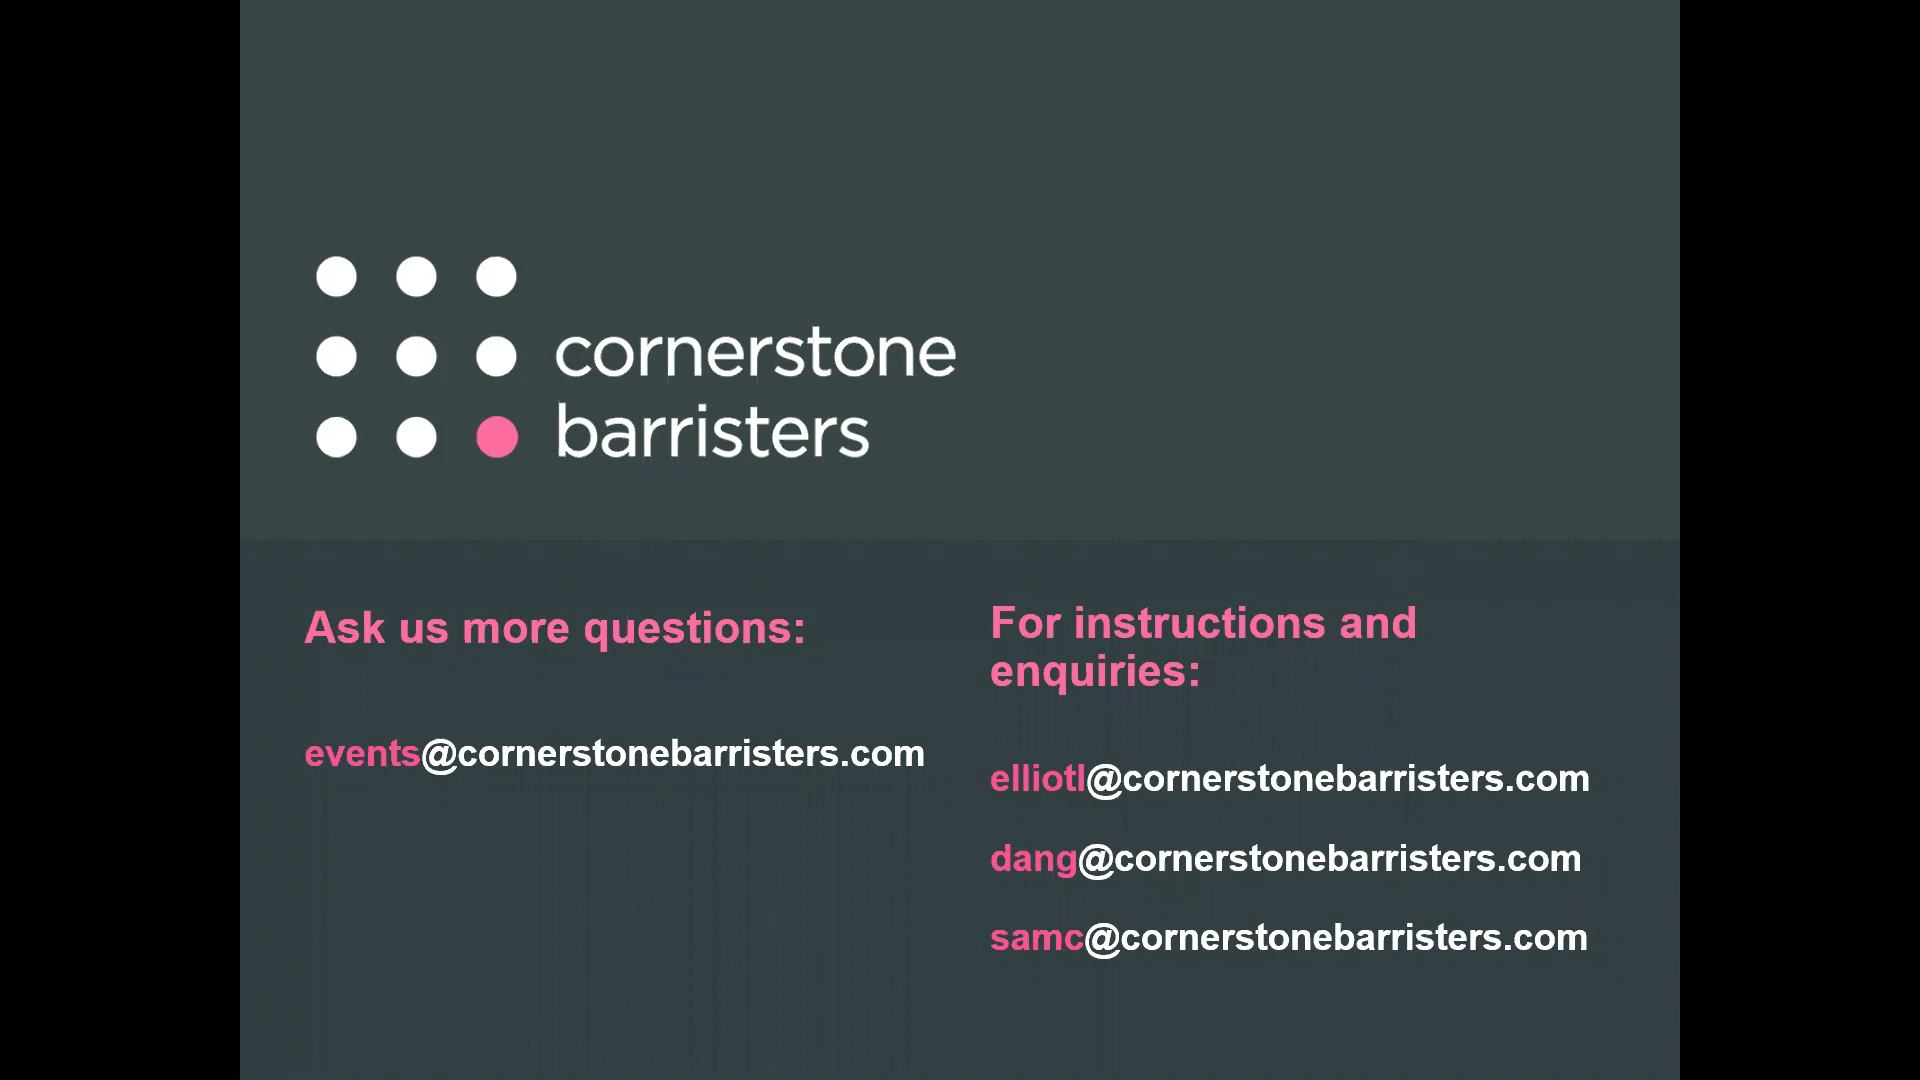 cornerstone
barristers
Ask us more questions:
events@cornerstonebarristers.com
For instructions and
enquiries:
elliotl@cornerstonebarristers.com
dang@cornerstonebarristers.com
samc@cornerstonebarristers.com